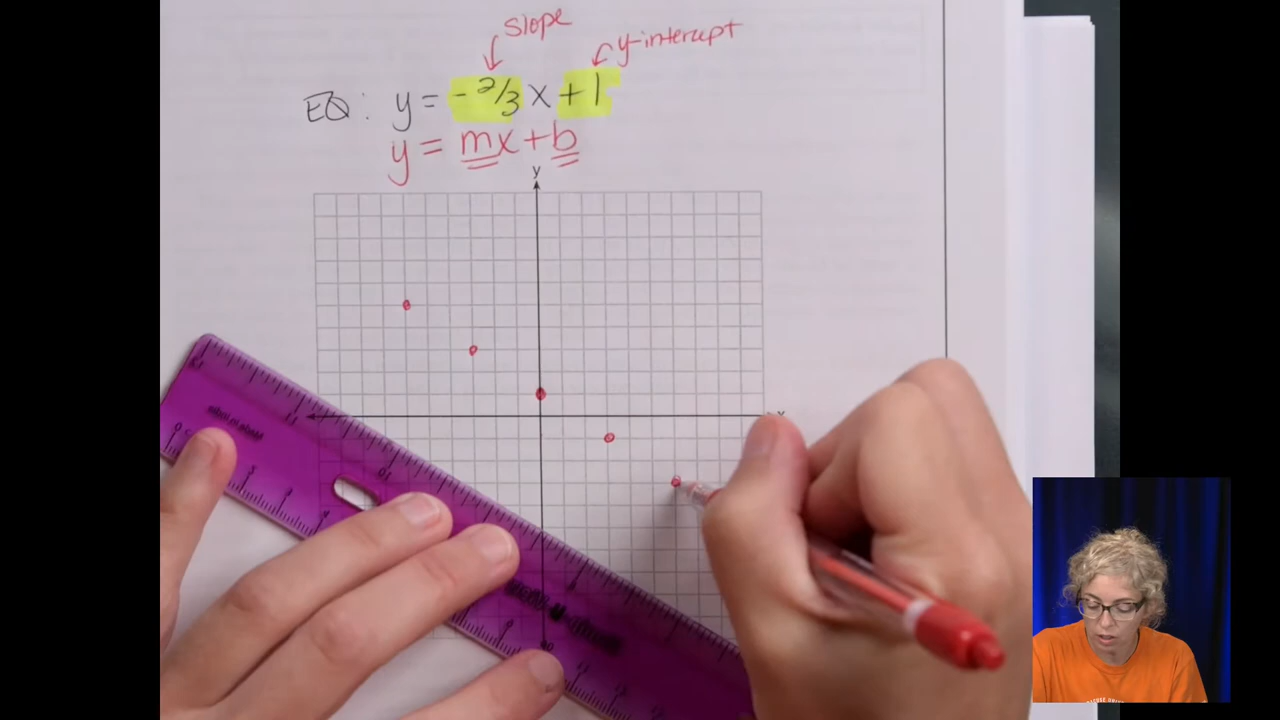 slope
y-intercept
EQ: y = -2/3 x + 1
y = mx + b
y
x